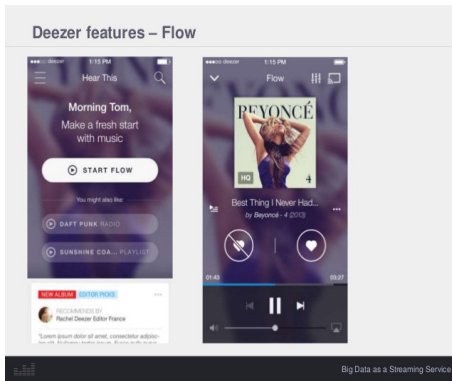 Deezer features – Flow
deezer
1:15 PM
Hear This
Morning Tom,
Make a fresh start
with music
START FLOW
You might also like:
DAFT PUNK RADIO
SUNSHINE COA... PLAYLIST
NEW ALBUM EDITOR PICKS
RECOMMENDED BY
Rachel Deezer Editor France
"Lorem ipsum dolor sit amet, consectetur adipisc-
deezer
1:15 PM
Flow
BEYONCÉ
4
HQ
Best Thing I Never Had...
by Beyoncé - 4 (2013)
01:43
03:27
Big Data as a Streaming Service